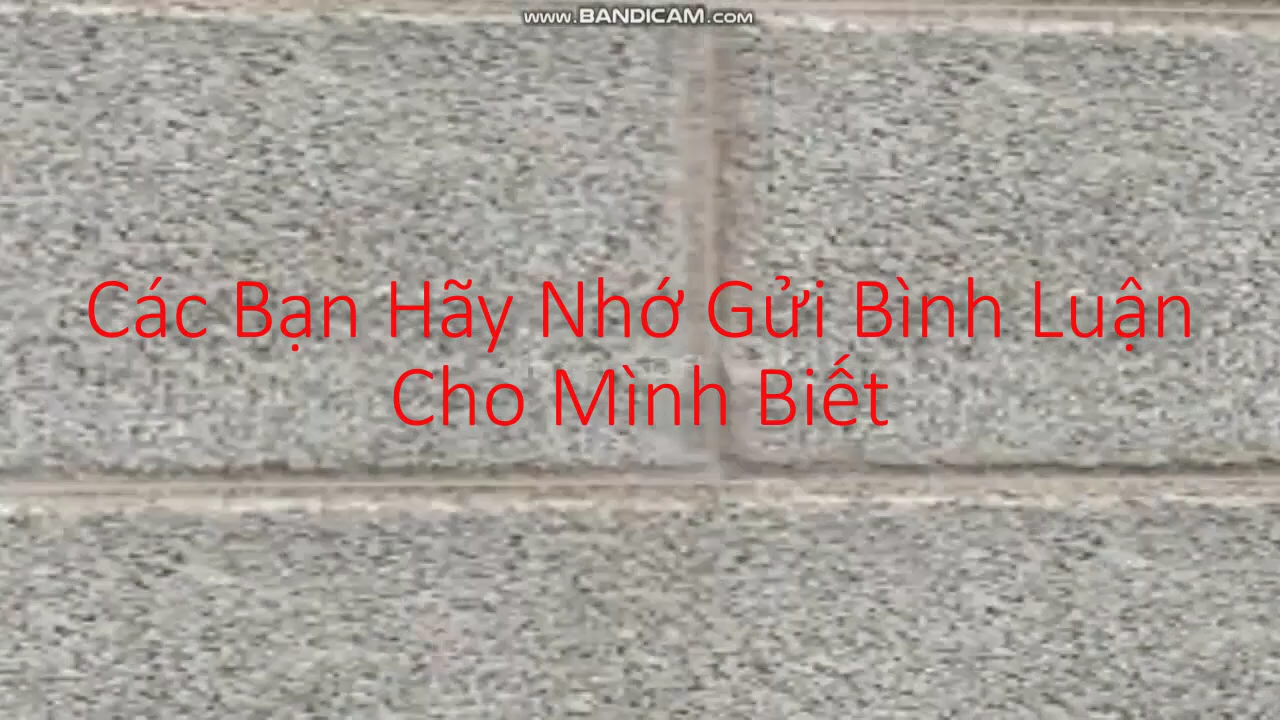 www.BANDICAM.com
Các Bạn Hãy Nhớ Gửi Bình Luận
Cho Mình Biết